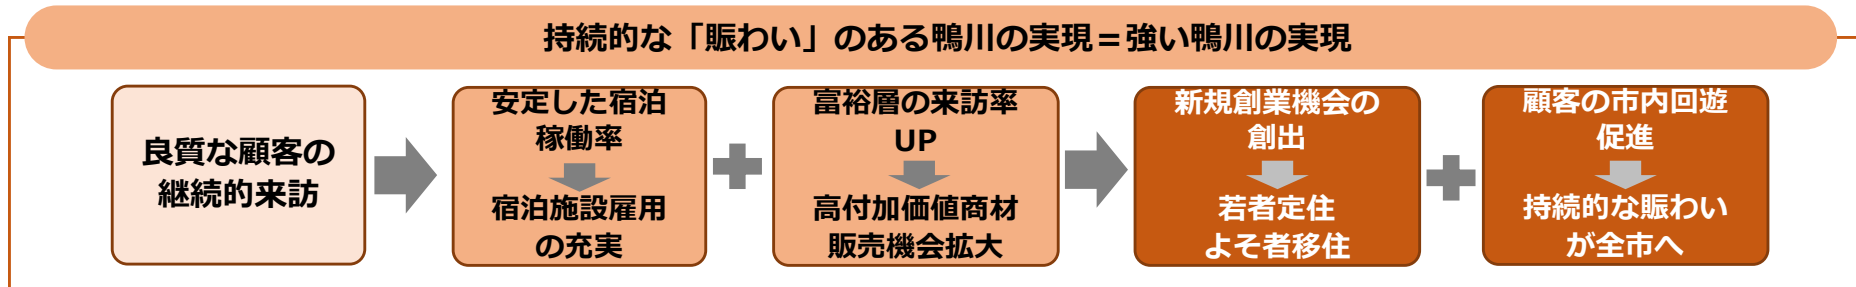 持続的な「賑わい」のある鴨川の実現＝強い鴨川の実現
良質な顧客の
継続的来訪
安定した宿泊
稼働率
宿泊施設雇用
の充実
富裕層の来訪率
UP
高付加価値商材
販売機会拡大
新規創業機会の
創出
若者定住
よそ者移住
顧客の市内回遊
促進
持続的な賑わい
が全市へ